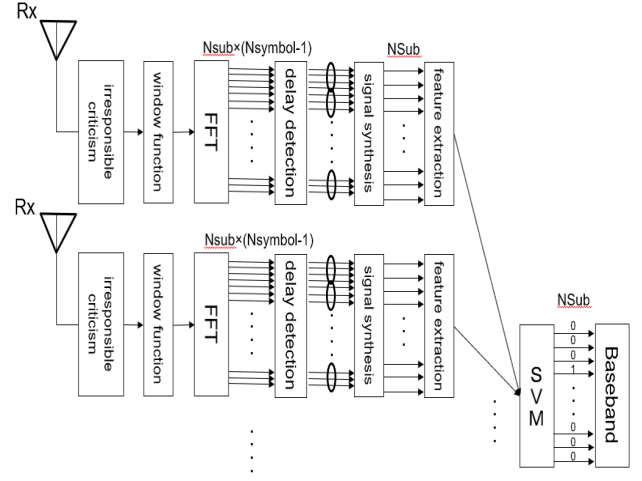 Rx
Nsub×(Nsymbol-1)
NSub
irresponsible
criticism
window function
FFT
delay detection
signal synthesis
feature extraction
Rx
Nsub×(Nsymbol-1)
irresponsible
criticism
window function
FFT
delay detection
signal synthesis
feature extraction
NSub
SVM
0
0
0
1
0
0
0
Baseband